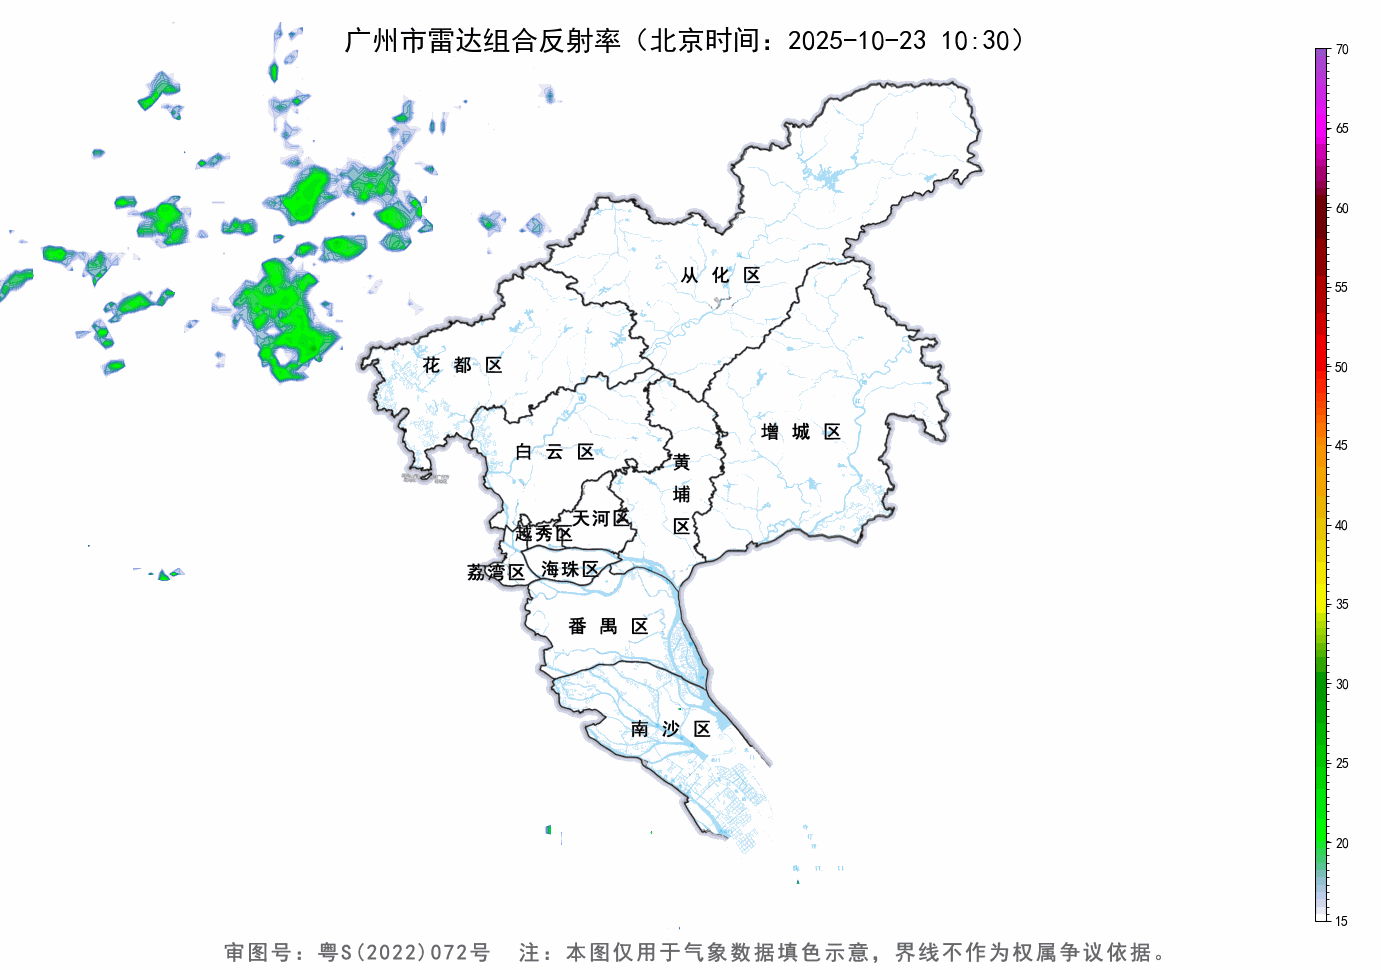 广州市雷达组合反射率（北京时间：2025-10-23 10:30）
70
65
60
55
50
45
40
35
30
25
20
15
从化区
花都区
增城区
白云区
黄埔区
天河区
越秀区
荔湾区
海珠区
番禺区
南沙区
审图号：粤S(2022)072号 注：本图仅用于气象数据填色示意，界线不作为权属争议依据。